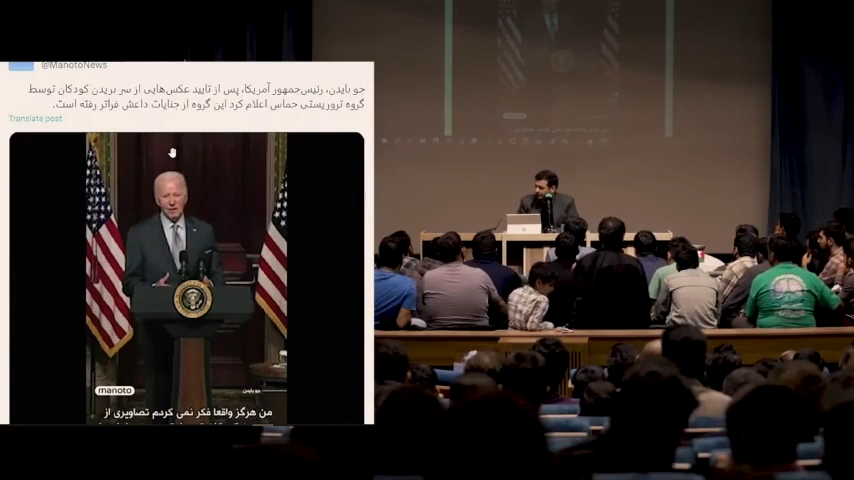 @ManotoNews
جو بایدن، رئیس‌جمهور آمریکا، پس از تایید عکس‌هایی از سر بریدن کودکان توسط
گروه تروریستی حماس اعلام کرد این گروه از جنایات داعش فراتر رفته است.
Translate post
manoto
جو بایدن
من هرگز واقعا فکر نمی کردم تصاویری از